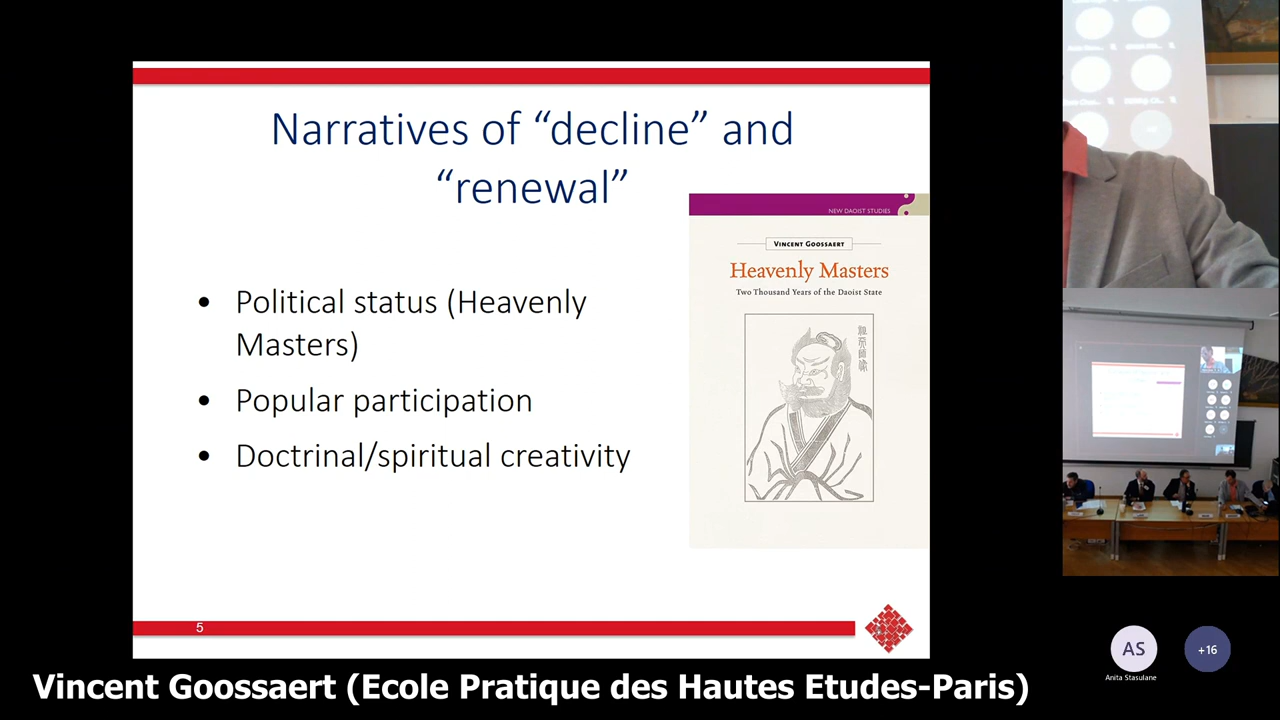 Narratives of “decline” and
“renewal”
• Political status (Heavenly
Masters)
• Popular participation
• Doctrinal/spiritual creativity
NEW DAOIST STUDIES
VINCENT GOOSSAERT
Heavenly Masters
Two Thousand Years of the Daoist State
5
AS
+16
Anita Stasulane
Vincent Goossaert (Ecole Pratique des Hautes Etudes-Paris)